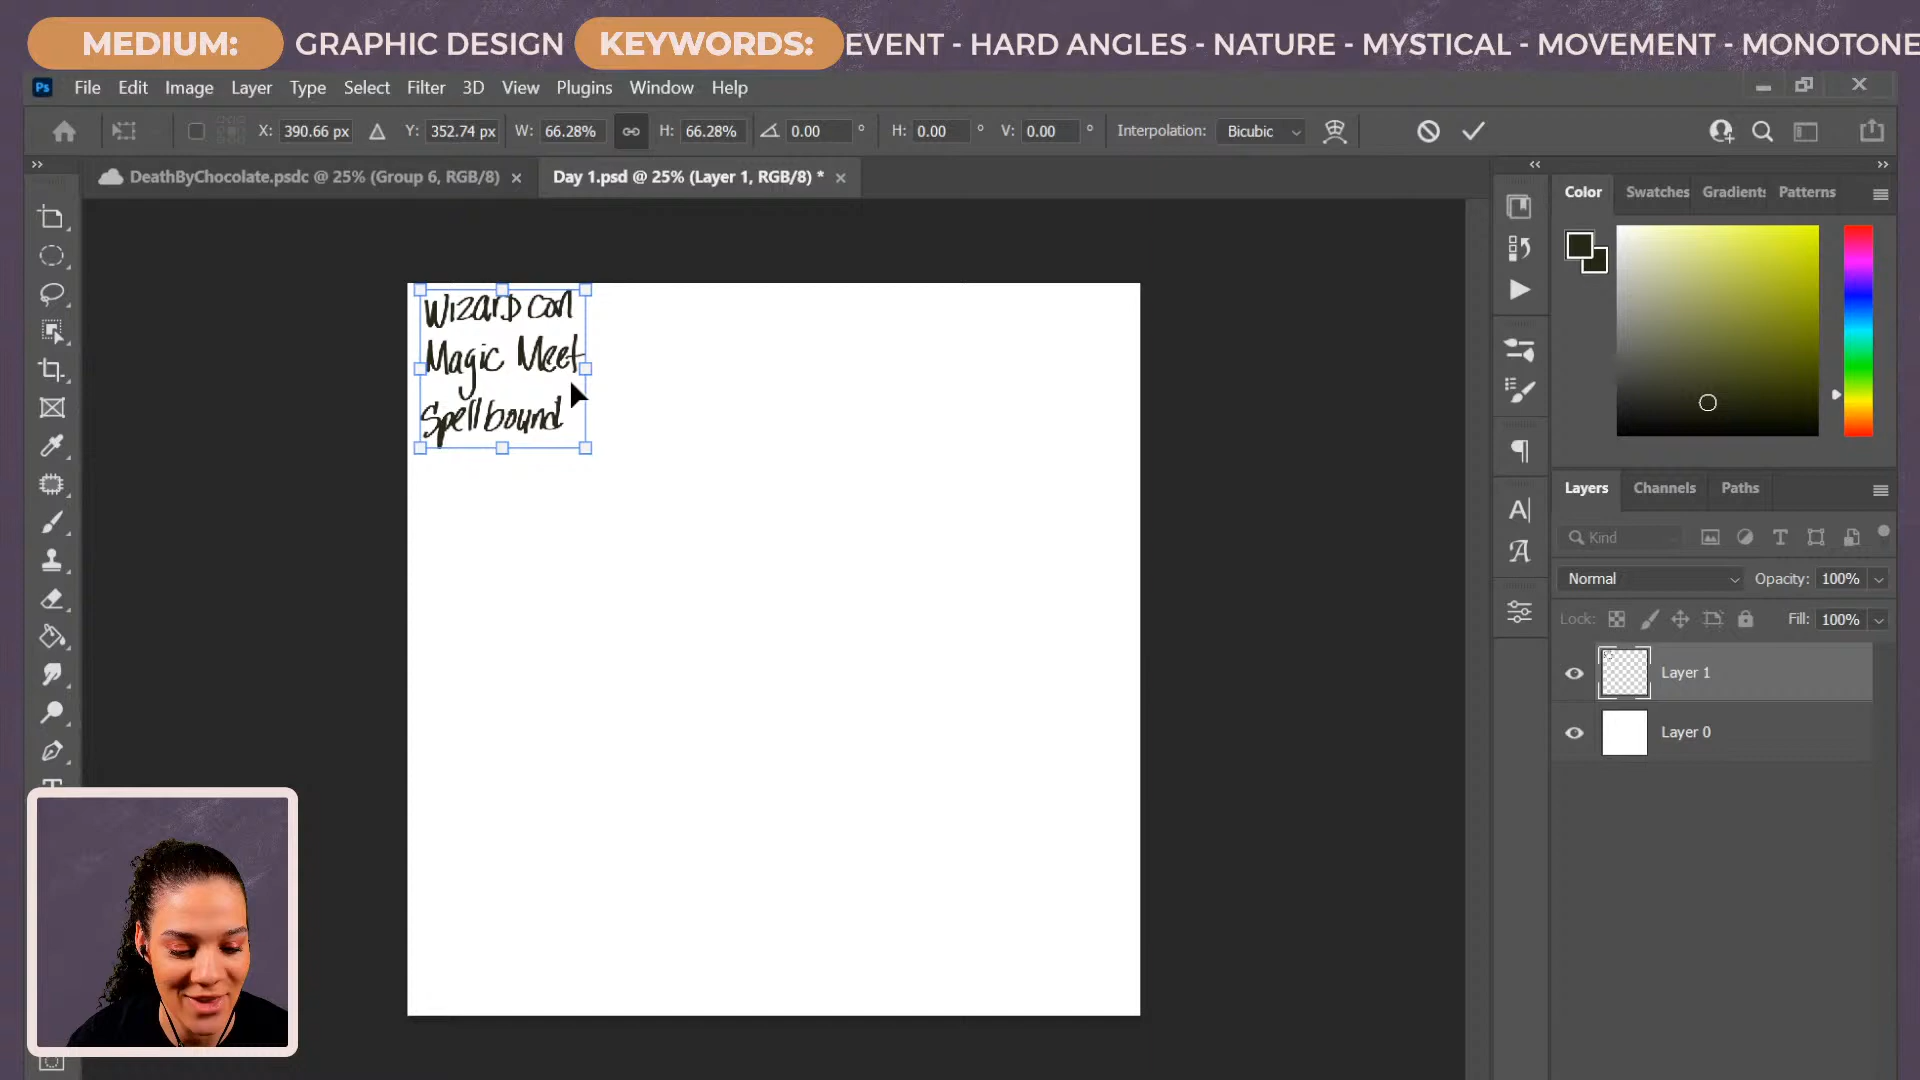 MEDIUM: GRAPHIC DESIGN KEYWORDS: EVENT - HARD ANGLES - NATURE - MYSTICAL - MOVEMENT - MONOTONE
Ps File Edit Image Layer Type Select Filter 3D View Plugins Window Help
X: 390.66 px Y: 352.74 px W: 66.28% H: 66.28% 0.00 ° H: 0.00 ° V: 0.00 ° Interpolation: Bicubic
DeathByChocolate.psdc @ 25% (Group 6, RGB/8) × Day 1.psd @ 25% (Layer 1, RGB/8) * ×
Color Swatches Gradients Patterns
Wizard Con
Magic Meet
Spellbound
Layers Channels Paths
Kind
Normal Opacity: 100%
Lock: Fill: 100%
Layer 1
Layer 0